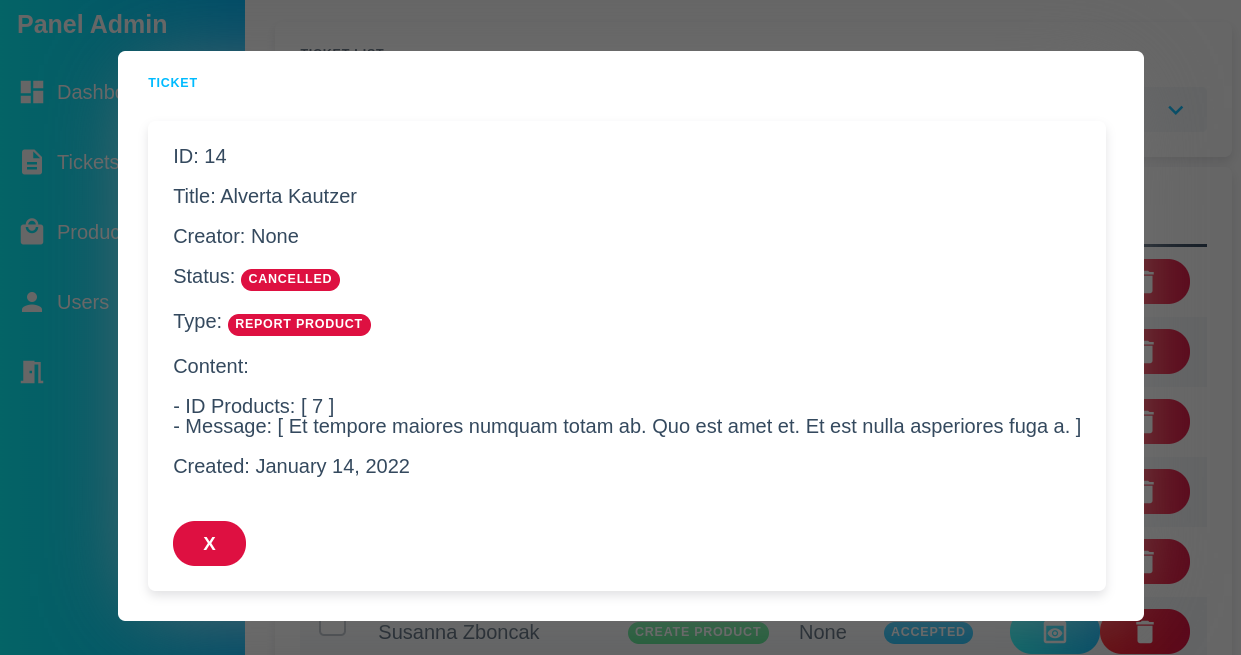 Panel Admin
TICKET
Dashb
Tickets
Produc
Users
ID: 14
Title: Alverta Kautzer
Creator: None
Status: CANCELLED
Type: REPORT PRODUCT
Content:
- ID Products: [ 7 ]
- Message: [ Et tempore maiores numquam totam ab. Quo est amet et. Et est nulla asperiores fuga a. ]
Created: January 14, 2022
X
Susanna Zboncak CREATE PRODUCT None ACCEPTED